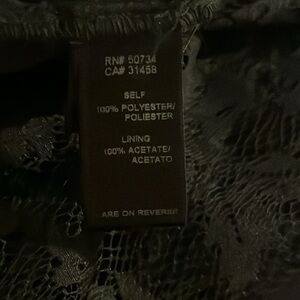 RN# 50734
CA# 31458
SELF
100% POLYESTER/
POLIESTER
LINING
100% ACETATE/
ACETATO
ARE ON REVERSE